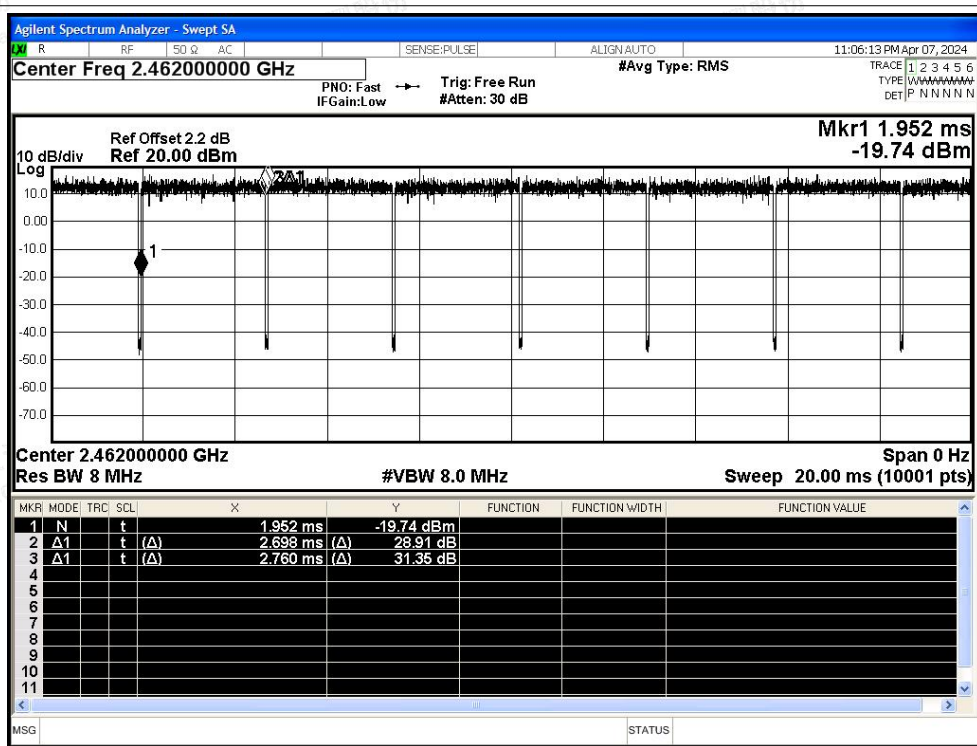 Agilent Spectrum Analyzer - Swept SA
LXI R RF 50 Ω AC SENSE:PULSE ALIGN AUTO 11:06:13 PM Apr 07, 2024
Center Freq 2.462000000 GHz #Avg Type: RMS TRACE 1 2 3 4 5 6
PNO: Fast Trig: Free Run TYPE
IFGain:Low #Atten: 30 dB DET P N N N N N
Mkr1 1.952 ms
-19.74 dBm
Ref Offset 2.2 dB
10 dB/div Ref 20.00 dBm
Log
10.0
0.00
-10.0
-20.0
-30.0
-40.0
-50.0
-60.0
-70.0
1
Center 2.462000000 GHz Span 0 Hz
Res BW 8 MHz #VBW 8.0 MHz Sweep 20.00 ms (10001 pts)
MKR MODE TRC SCL X Y FUNCTION FUNCTION WIDTH FUNCTION VALUE
1 N t 1.952 ms -19.74 dBm
2 Δ1 t (Δ) 2.698 ms (Δ) 28.91 dB
3 Δ1 t (Δ) 2.760 ms (Δ) 31.35 dB
4
5
6
7
8
9
10
11
MSG STATUS